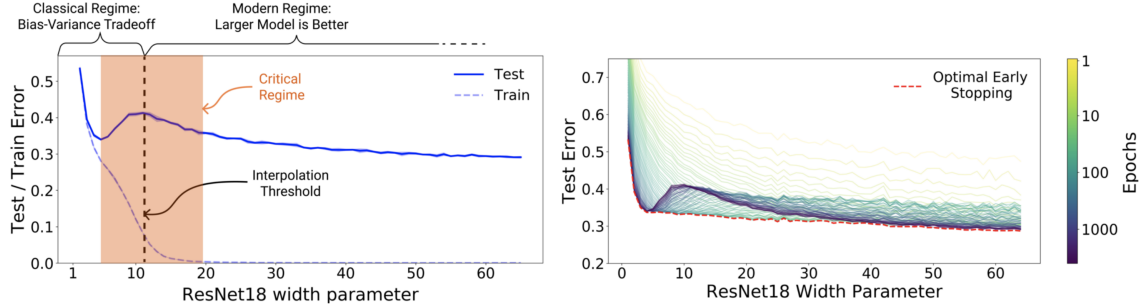 Classical Regime:
Bias-Variance Tradeoff
Modern Regime:
Larger Model is Better
Critical
Regime
Interpolation
Threshold
Test
Train
Test / Train Error
0.5
0.4
0.3
0.2
0.1
0.0
1
10
20
30
40
50
60
ResNet18 width parameter
Optimal Early
Stopping
Test Error
0.7
0.6
0.5
0.4
0.3
0.2
0
10
20
30
40
50
60
ResNet18 Width Parameter
1
10
100
1000
Epochs